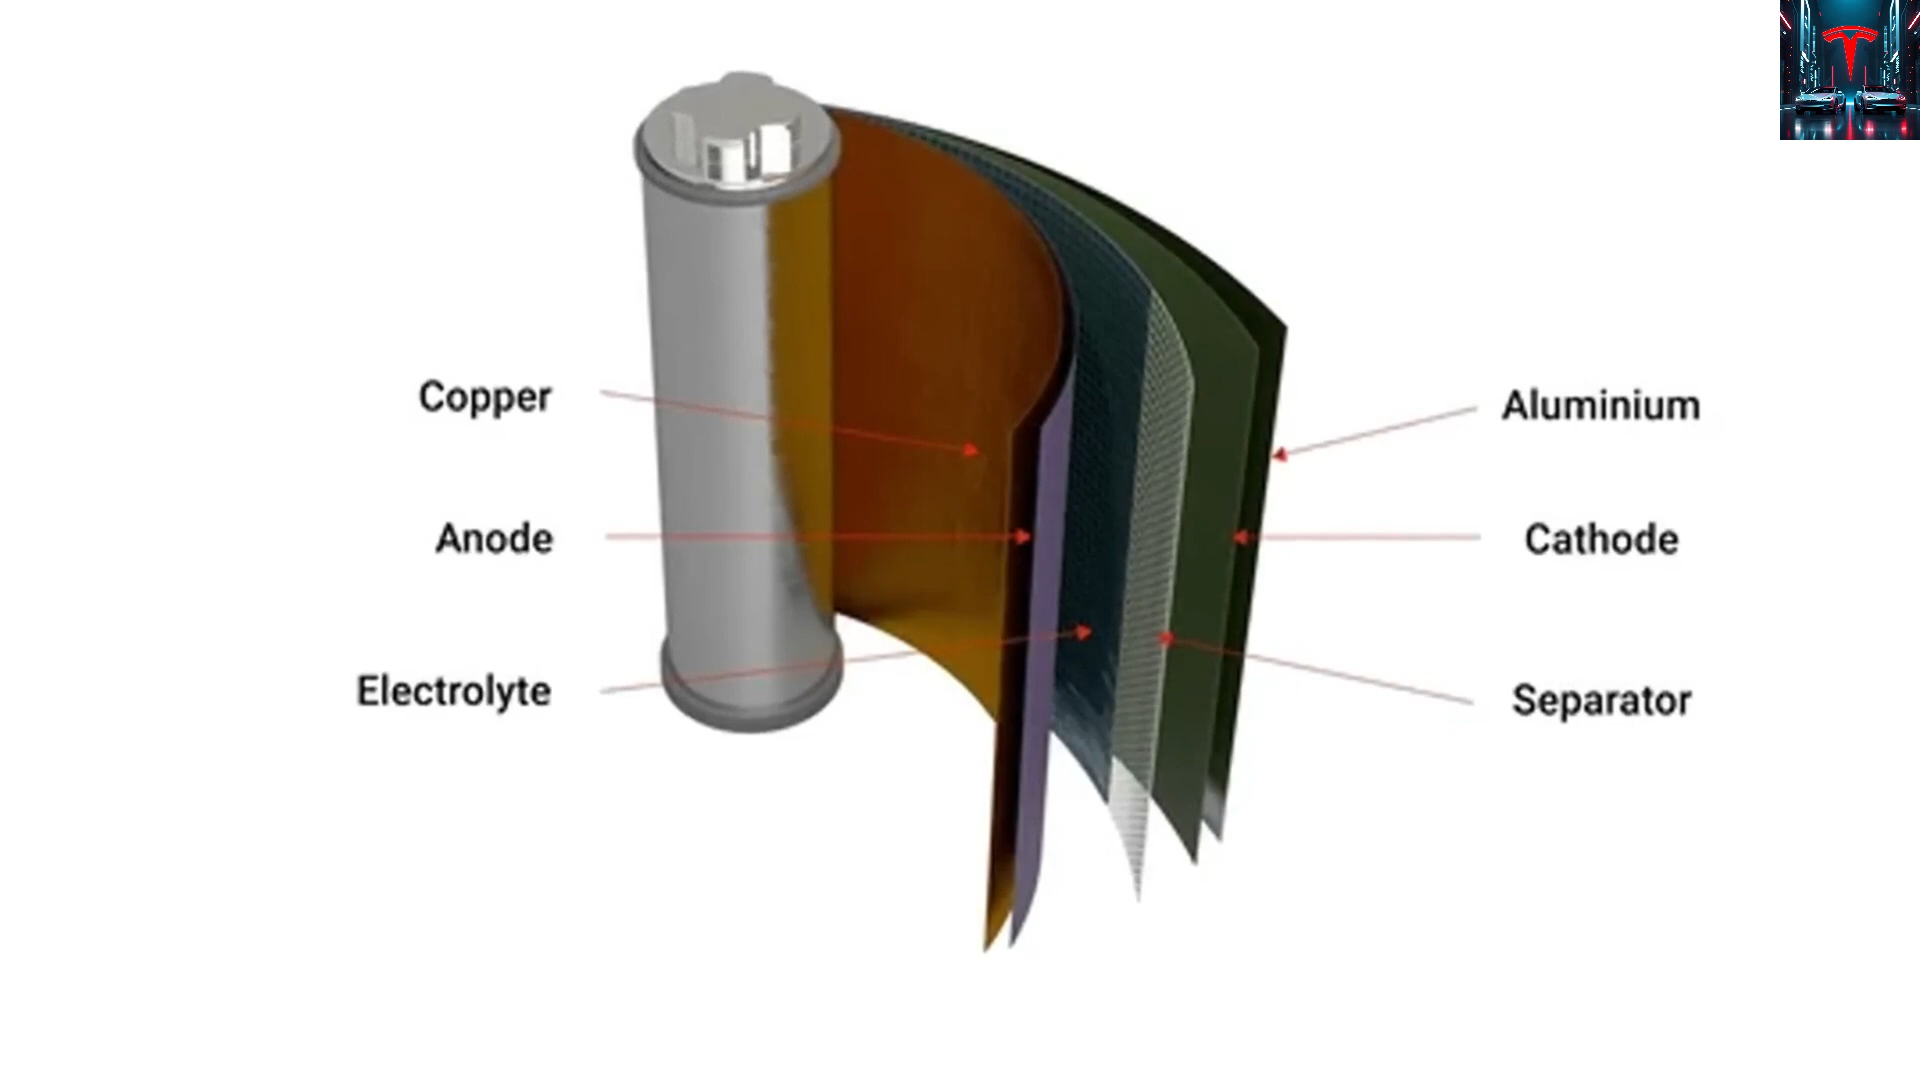 Copper
Anode
Electrolyte
Aluminium
Cathode
Separator